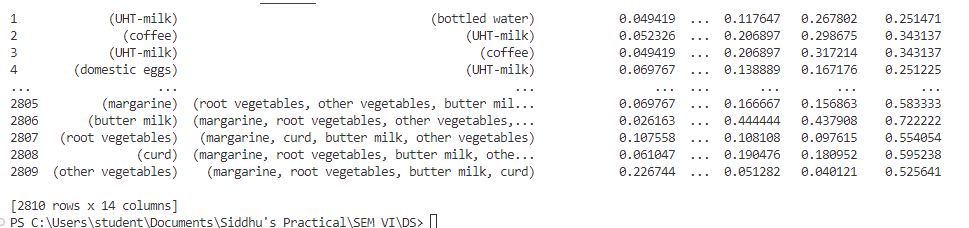 1 (UHT-milk) (bottled water) 0.049419 ... 0.117647 0.267802 0.251471
2 (coffee) (UHT-milk) 0.052326 ... 0.206897 0.298675 0.343137
3 (UHT-milk) (coffee) 0.049419 ... 0.206897 0.317214 0.343137
4 (domestic eggs) (UHT-milk) 0.069767 ... 0.138889 0.167176 0.251225
... ... ... ... ... ... ... ...
2805 (margarine) (root vegetables, other vegetables, butter mil... 0.069767 ... 0.166667 0.156863 0.583333
2806 (butter milk) (margarine, root vegetables, other vegetables,... 0.026163 ... 0.444444 0.437908 0.722222
2807 (root vegetables) (margarine, curd, butter milk, other vegetables) 0.107558 ... 0.108108 0.097615 0.554054
2808 (curd) (margarine, root vegetables, butter milk, othe... 0.061047 ... 0.190476 0.180952 0.595238
2809 (other vegetables) (margarine, root vegetables, butter milk, curd) 0.226744 ... 0.051282 0.040121 0.525641
[2810 rows x 14 columns]
PS C:\Users\student\Documents\Siddhu's Practical\SEM VI\DS>